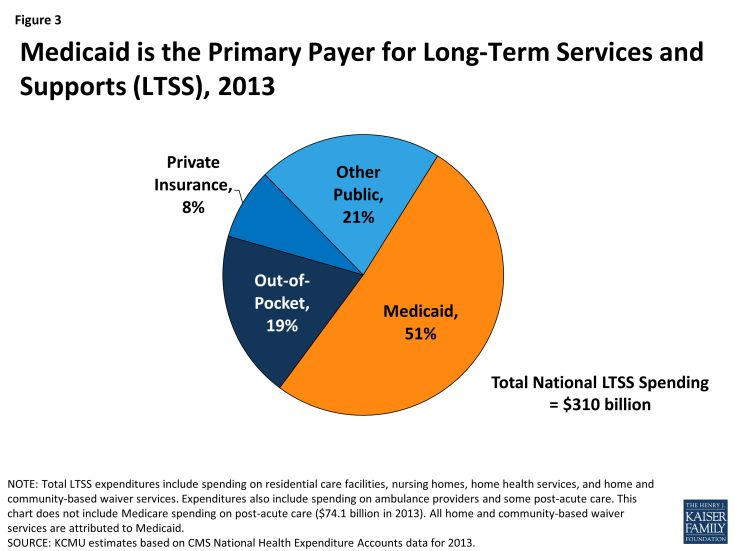 Figure 3
Medicaid is the Primary Payer for Long-Term Services and
Supports (LTSS), 2013
Private
Insurance,
8%
Other
Public,
21%
Out-of-
Pocket,
19%
Medicaid,
51%
Total National LTSS Spending
= $310 billion
NOTE: Total LTSS expenditures include spending on residential care facilities, nursing homes, home health services, and home and
community-based waiver services. Expenditures also include spending on ambulance providers and some post-acute care. This
chart does not include Medicare spending on post-acute care ($74.1 billion in 2013). All home and community-based waiver
services are attributed to Medicaid.
SOURCE: KCMU estimates based on CMS National Health Expenditure Accounts data for 2013.
THE HENRY J.
KAISER
FAMILY
FOUNDATION